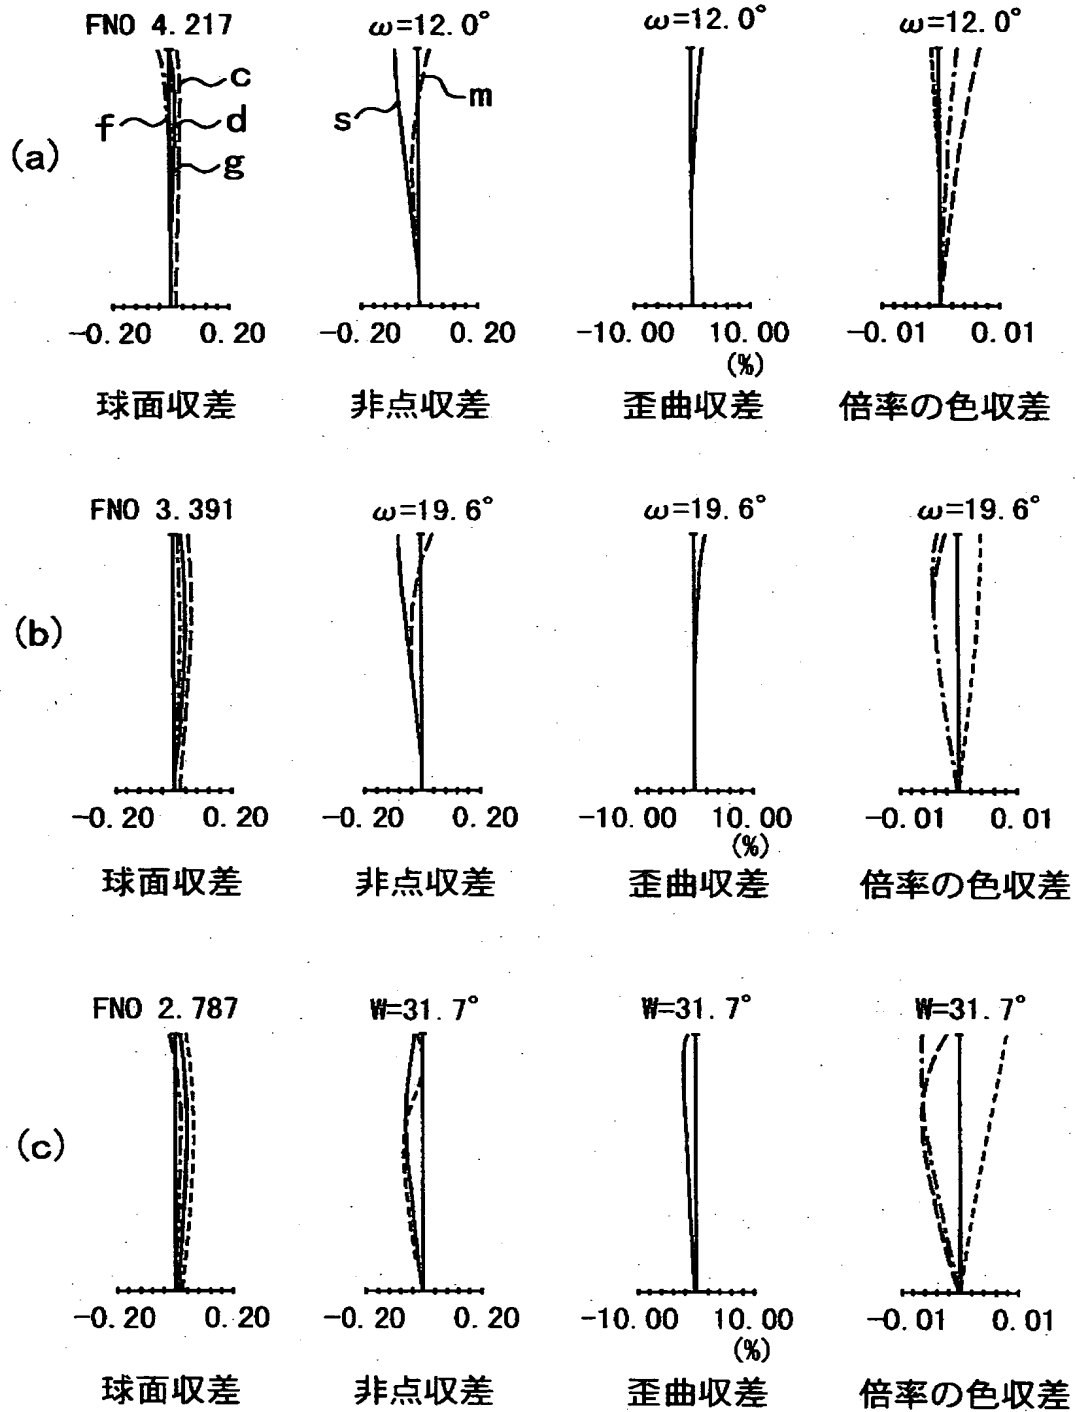 FNO 4.217 ω=12.0° ω=12.0° ω=12.0°
c
m
s
f d
(a)
g
-0.20 0.20 -0.20 0.20 -10.00 10.00 -0.01 0.01
(%)
球面収差 非点収差 歪曲収差 倍率の色収差
FNO 3.391 ω=19.6° ω=19.6° ω=19.6°
(b)
-0.20 0.20 -0.20 0.20 -10.00 10.00 -0.01 0.01
(%)
球面収差 非点収差 歪曲収差 倍率の色収差
FNO 2.787 W=31.7° W=31.7° W=31.7°
(c)
-0.20 0.20 -0.20 0.20 -10.00 10.00 -0.01 0.01
(%)
球面収差 非点収差 歪曲収差 倍率の色収差